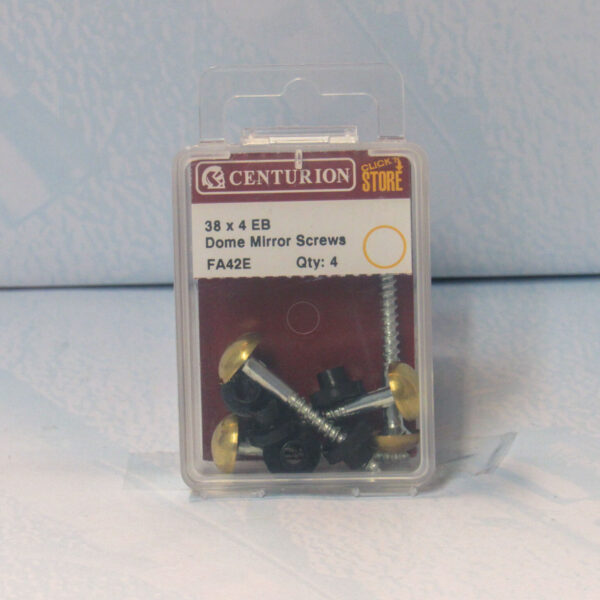 CENTURION
CLICK 'N
STORE
38 x 4 EB
Dome Mirror Screws
FA42E Qty: 4